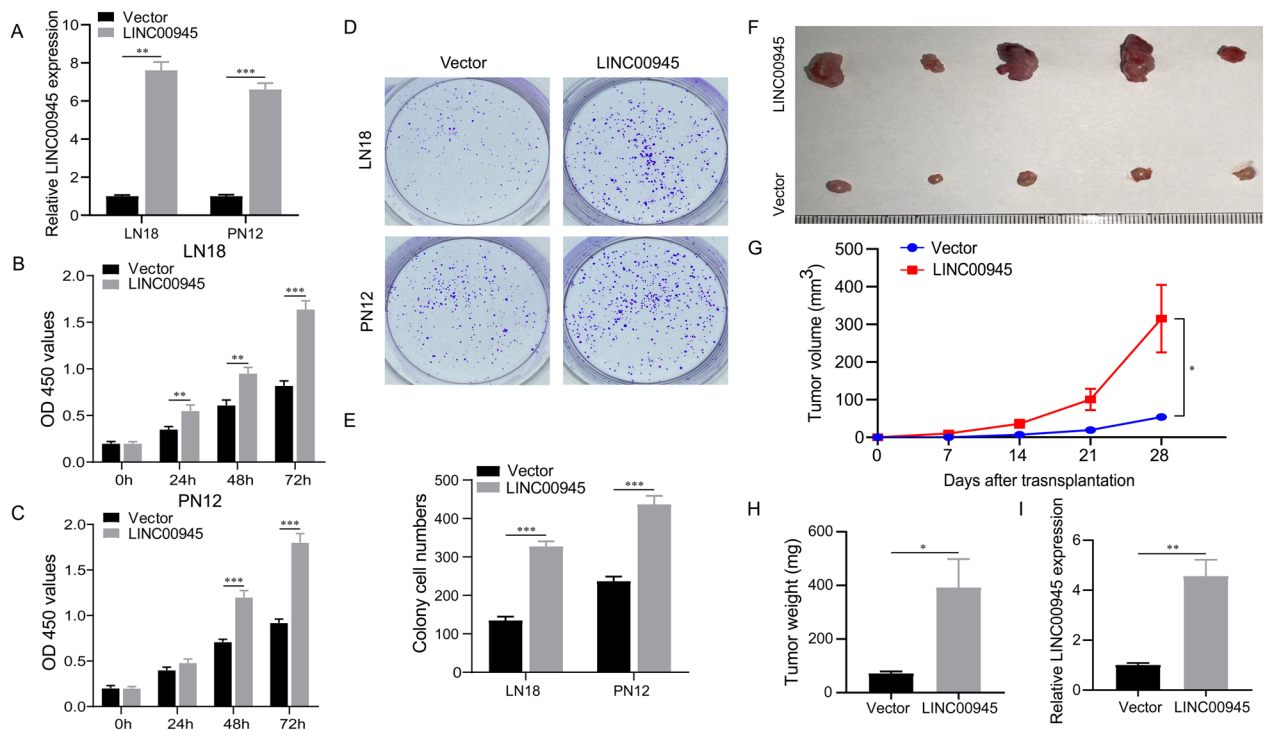 A
Relative LINC00945 expression
Vector
LINC00945
10
8
6
4
2
0
**
***
LN18
PN12
B
LN18
OD 450 values
Vector
LINC00945
2.0
1.5
1.0
0.5
0.0
**
**
***
0h
24h
48h
72h
C
PN12
OD 450 values
Vector
LINC00945
2.0
1.5
1.0
0.5
0.0
***
***
0h
24h
48h
72h
D
Vector
LINC00945
LN18
PN12
E
Colony cell numbers
Vector
LINC00945
500
400
300
200
100
0
***
***
LN18
PN12
F
LINC00945
Vector
G
Tumor volume (mm3)
Vector
LINC00945
500
400
300
200
100
0
*
0
7
14
21
28
Days after trasnsplantation
H
Tumor weight (mg)
600
400
200
0
*
Vector
LINC00945
I
Relative LINC00945 expression
6
4
2
0
**
Vector
LINC00945